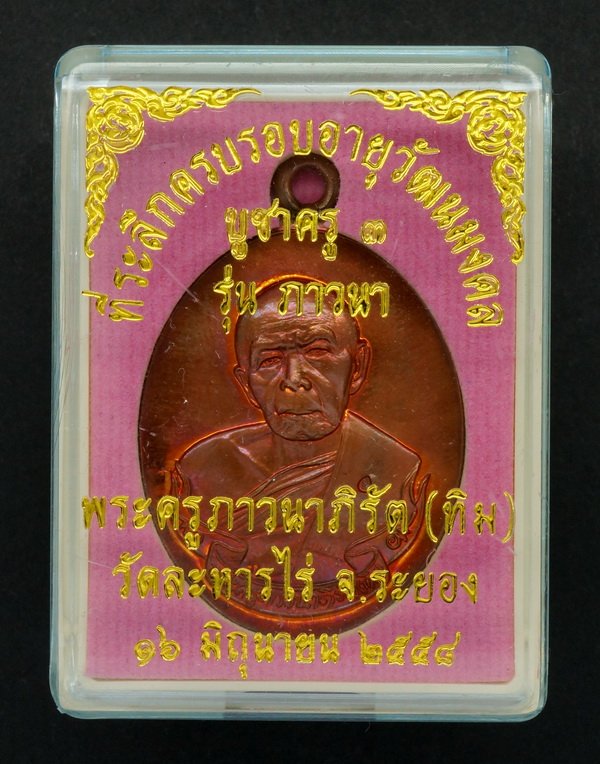 ที่ระลึกครบรอบอายุวัฒนมงคล
บูชาครู ๓
รุ่น ภาวนา
พระครูภาวนาภิรัต (ทิม)
วัดละหารไร่ จ.ระยอง
๑๖ มิถุนายน ๒๕๕๘